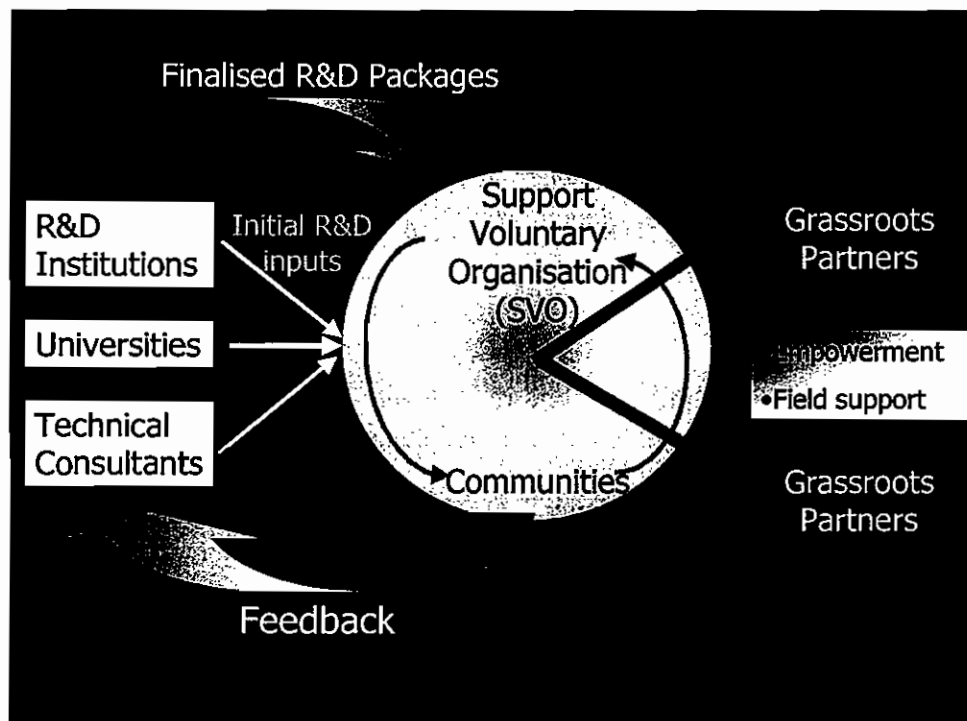 Finalised R&D Packages
R&D
Institutions
Initial R&D
inputs
Universities
Technical
Consultants
Support
Voluntary
Organisation
(SVO)
Communities
Grassroots
Partners
Empowerment
•Field support
Grassroots
Partners
Feedback